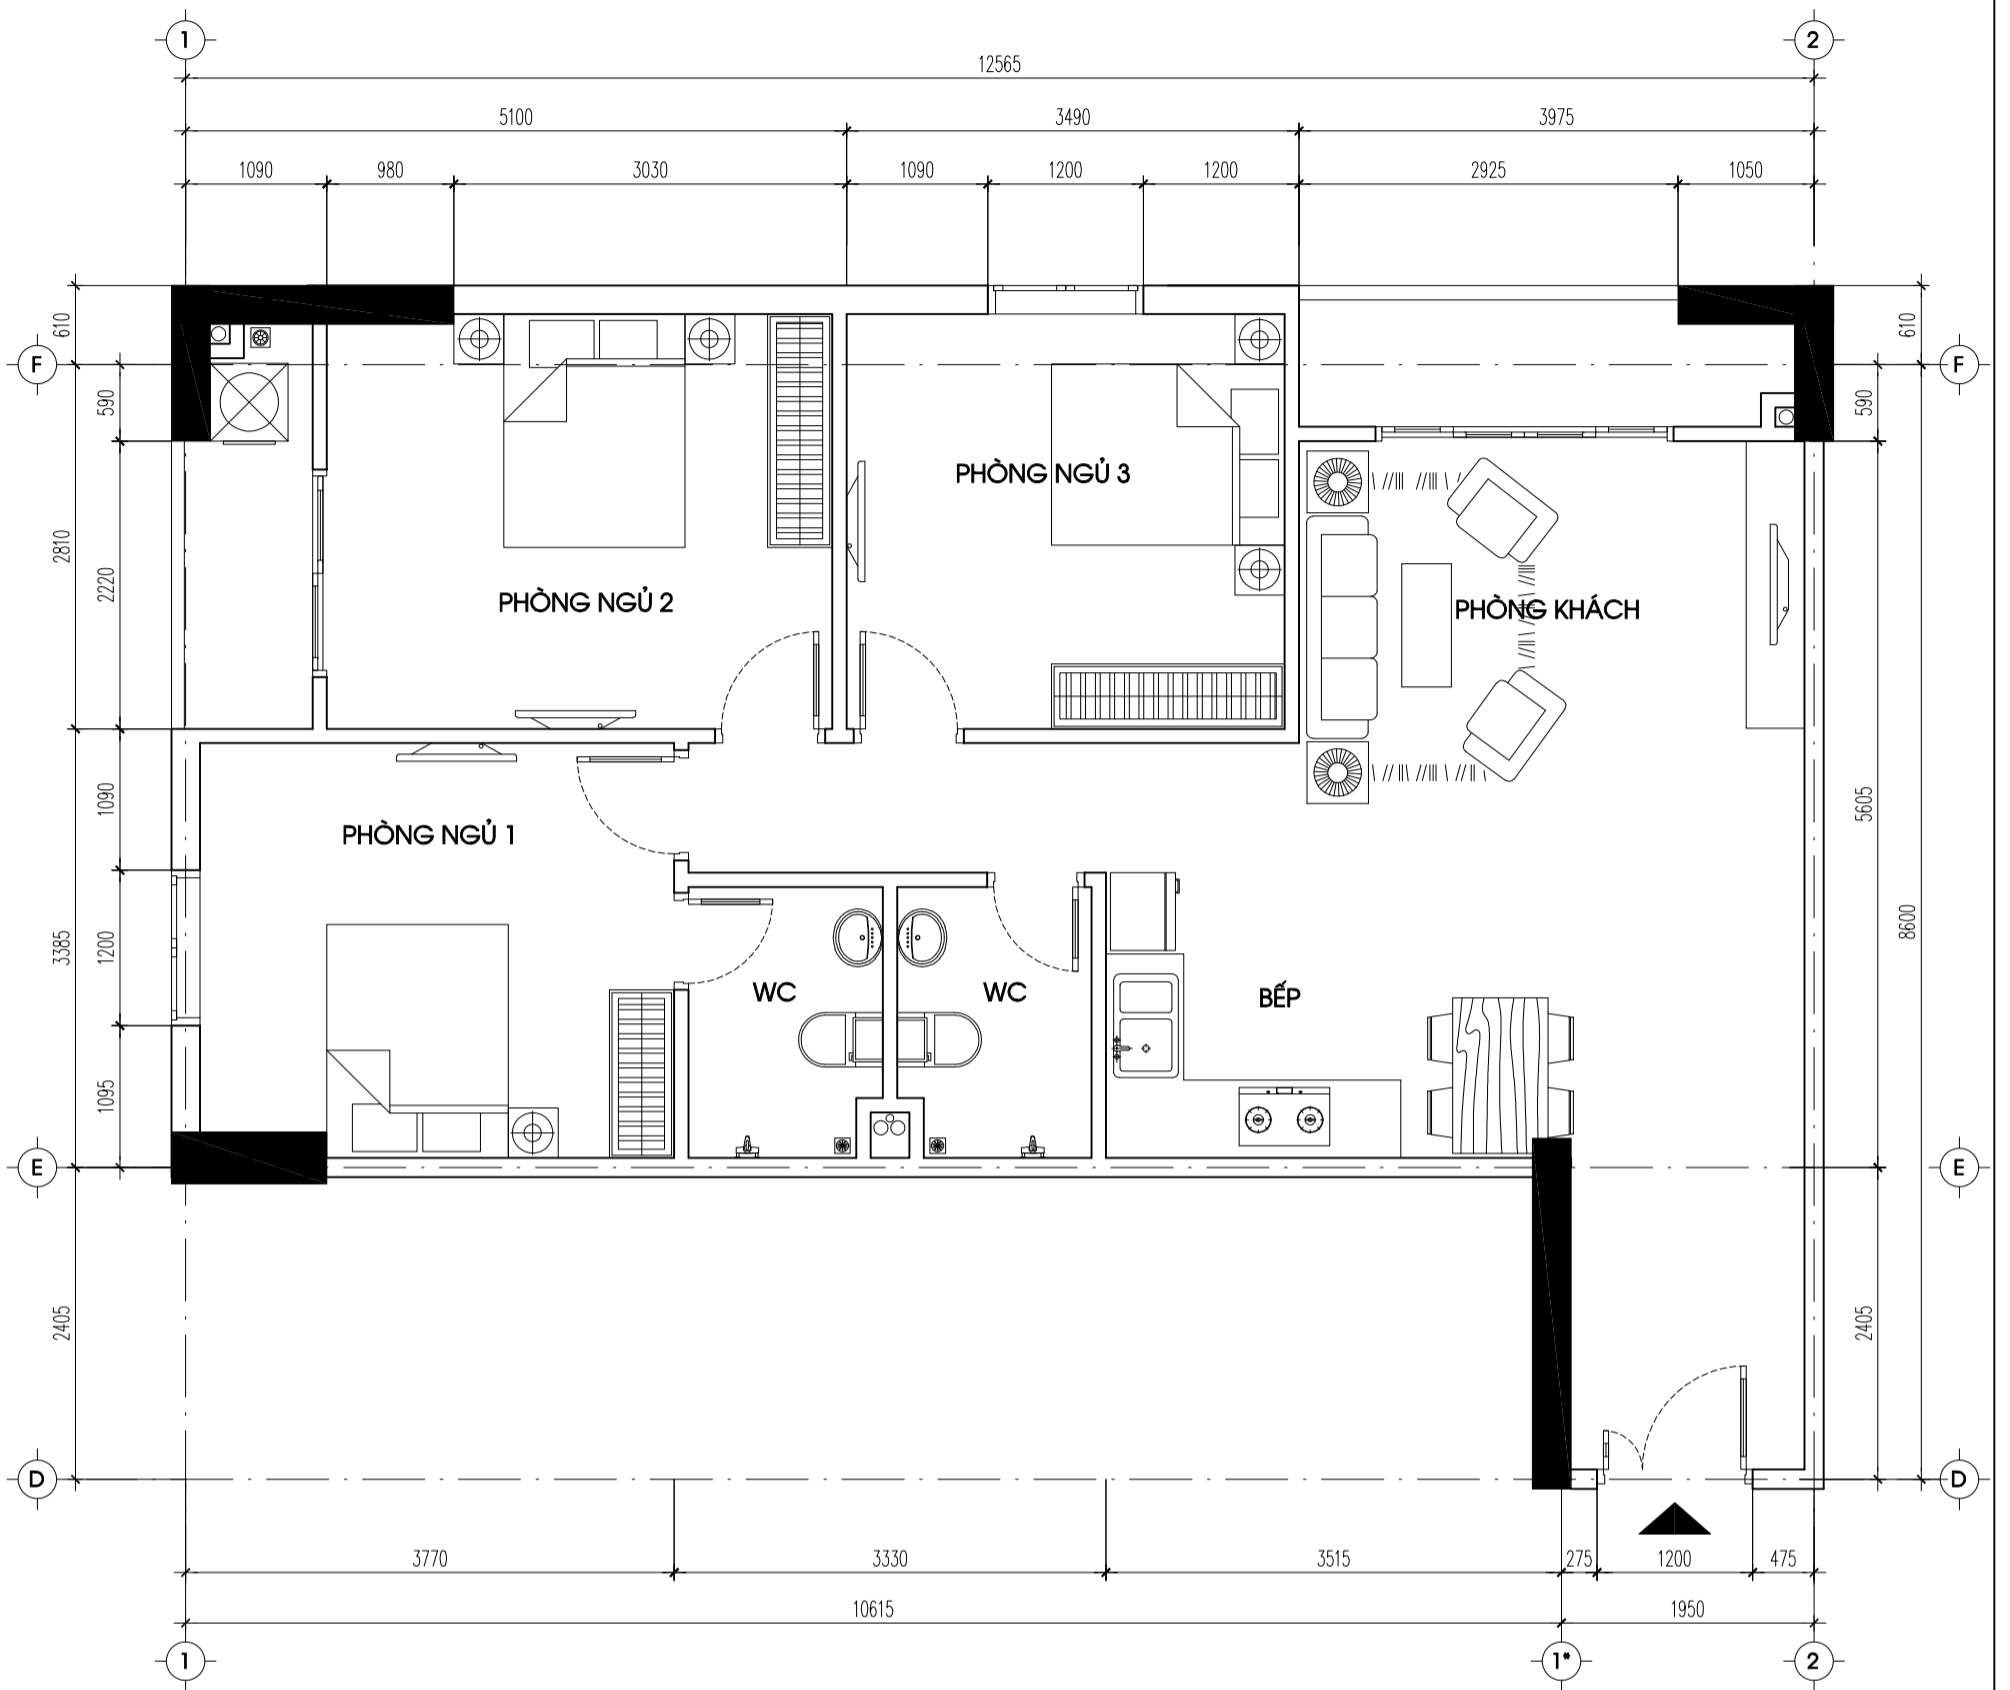 1 2
12565
5100 3490 3975
1090 980 3030 1090 1200 1200 2925 1050
610 610
F F
590 590
PHÒNG NGỦ 3
2810
2220
PHÒNG NGỦ 2 PHÒNG KHÁCH
1090 5605
PHÒNG NGỦ 1
3385 1200 8600
WC WC BẾP
1095
E E
2405 2405
D D
3770 3330 3515 275 1200 475
10615 1950
1 1* 2